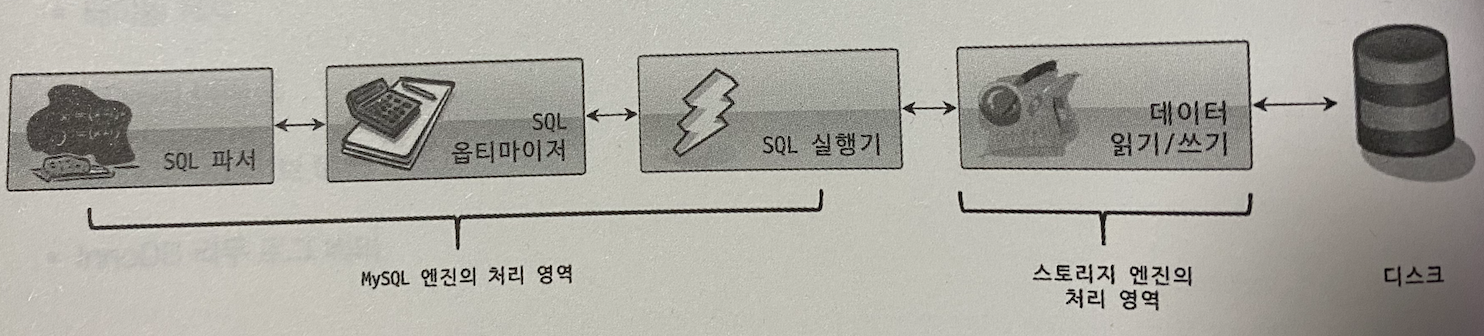 SQL 파서
SQL
옵티마이저
SQL 실행기
데이터
읽기/쓰기
MySQL 엔진의 처리 영역
스토리지 엔진의
처리 영역
디스크